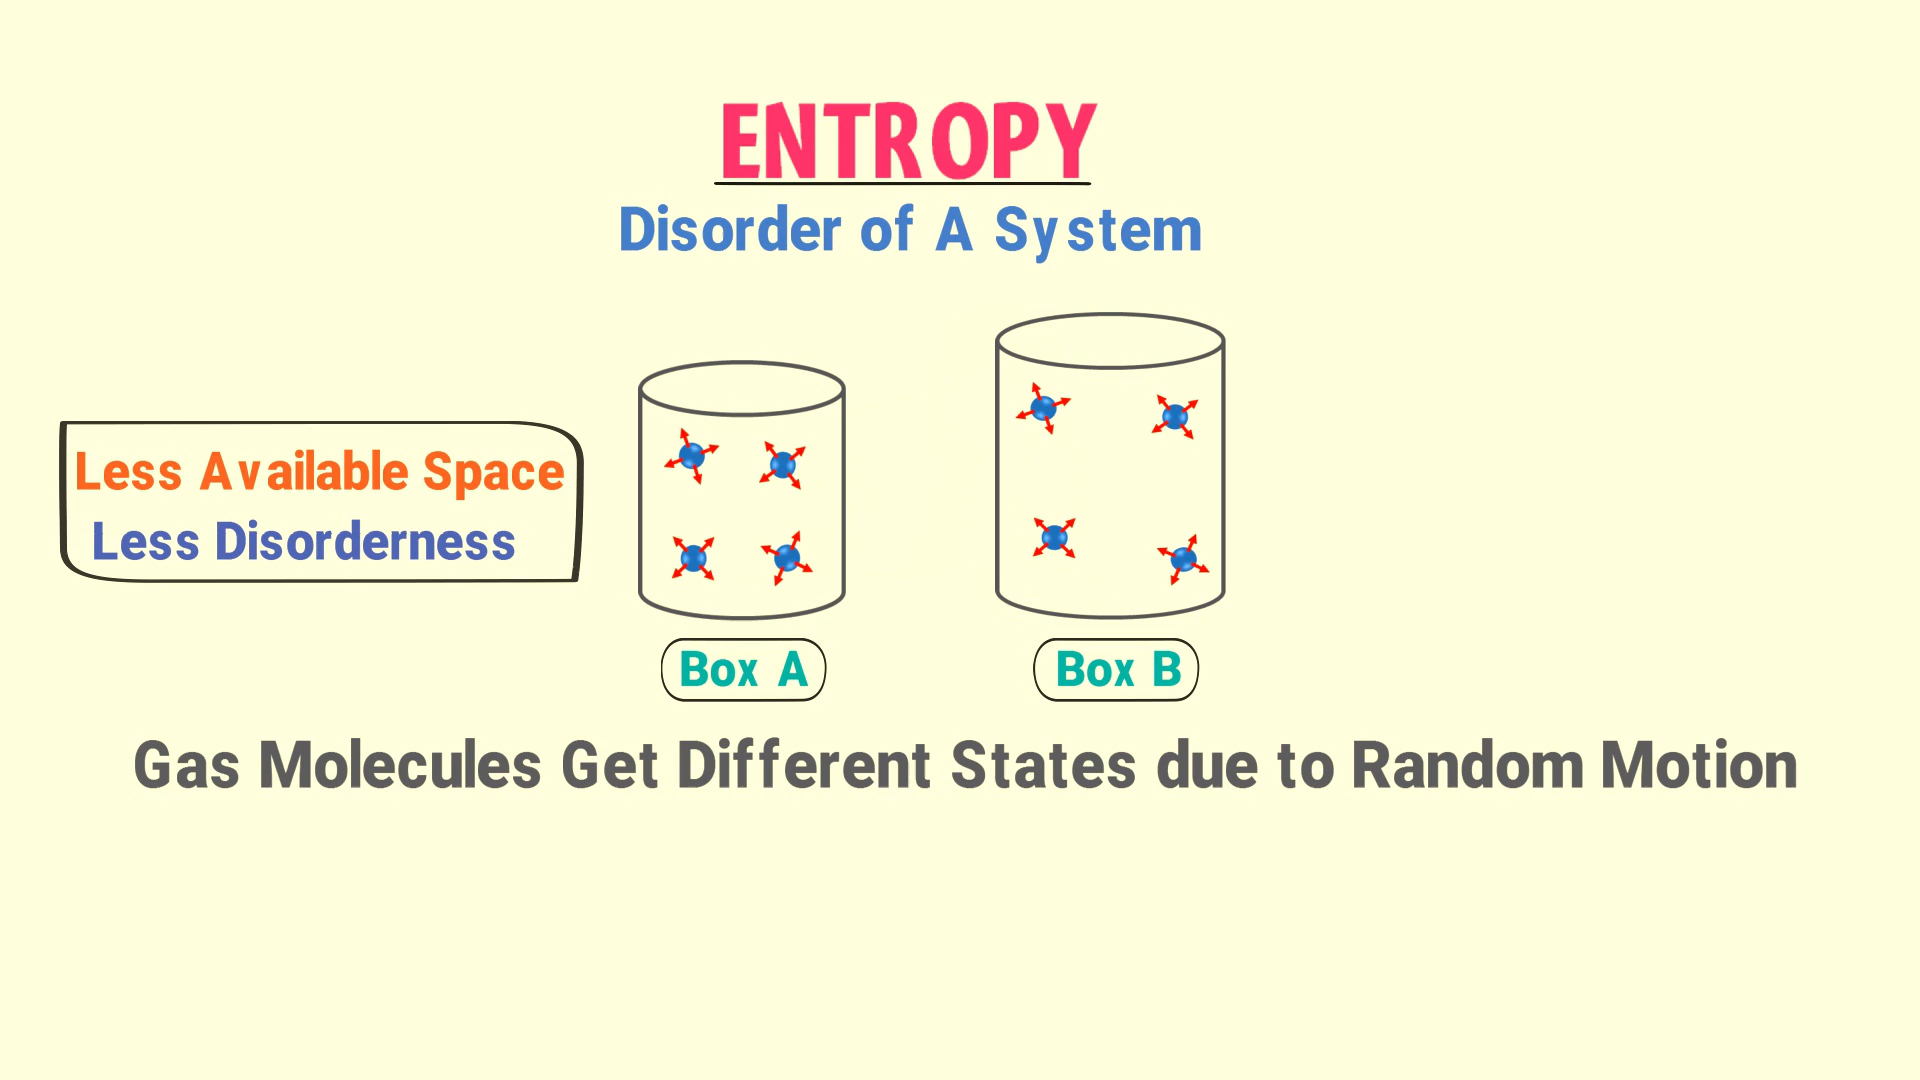 ENTROPY
Disorder of A System
Less Available Space
Less Disorderness
Box A
Box B
Gas Molecules Get Different States due to Random Motion